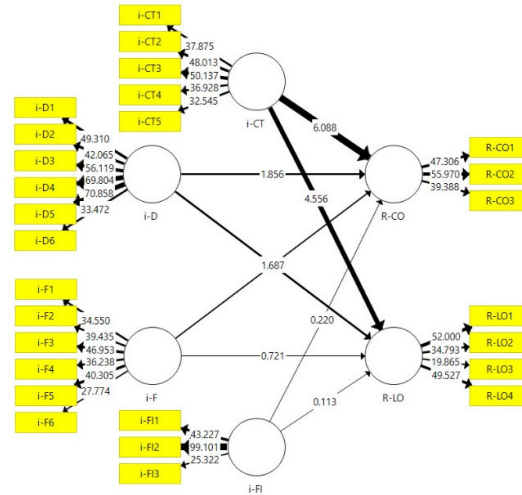 i-CT1
i-CT2
i-CT3
i-CT4
i-CT5
37.875
48.013
50.137
36.928
32.545
i-CT
6.088
i-D1
i-D2
i-D3
i-D4
i-D5
i-D6
49.310
42.065
56.119
69.804
70.858
33.472
i-D
1.856
4.556
R-CO
47.306
55.970
39.388
R-CO1
R-CO2
R-CO3
1.687
i-F1
i-F2
i-F3
i-F4
i-F5
i-F6
34.550
39.435
46.953
36.238
40.305
27.774
i-F
0.721
0.220
R-LO
52.000
34.793
19.865
49.527
R-LO1
R-LO2
R-LO3
R-LO4
0.113
i-FI1
i-FI2
i-FI3
43.227
99.101
25.322
i-FI